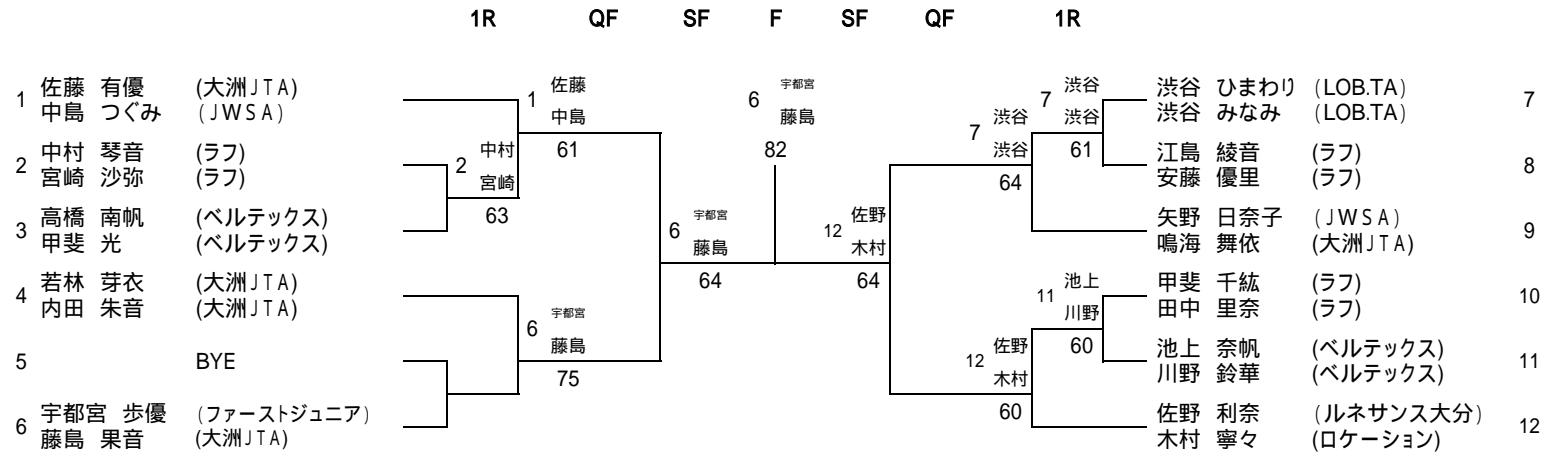 1R QF SF F SF QF 1R
1 佐藤 有優 (大洲JTA)
中島 つぐみ (JWSA)
2 中村 琴音 (ラフ)
宮崎 沙弥 (ラフ)
3 高橋 南帆 (ベルテックス)
甲斐 光 (ベルテックス)
4 若林 芽衣 (大洲JTA)
内田 朱音 (大洲JTA)
5 BYE
6 宇都宮 歩優 (ファーストジュニア)
藤島 果音 (大洲JTA)
2 中村
宮崎
63
1 佐藤
中島
61
6 宇都宮
藤島
75
6 宇都宮
藤島
64
6 宇都宮
藤島
82
12 佐野
木村
64
7 渋谷
渋谷
64
12 佐野
木村
60
7 渋谷
渋谷
61
11 池上
川野
60
渋谷 ひまわり (LOB.TA) 7
渋谷 みなみ (LOB.TA)
江島 綾音 (ラフ) 8
安藤 優里 (ラフ)
矢野 日奈子 (JWSA) 9
鳴海 舞依 (大洲JTA)
甲斐 千紘 (ラフ) 10
田中 里奈 (ラフ)
池上 奈帆 (ベルテックス) 11
川野 鈴華 (ベルテックス)
佐野 利奈 (ルネサンス大分) 12
木村 寧々 (ロケーション)